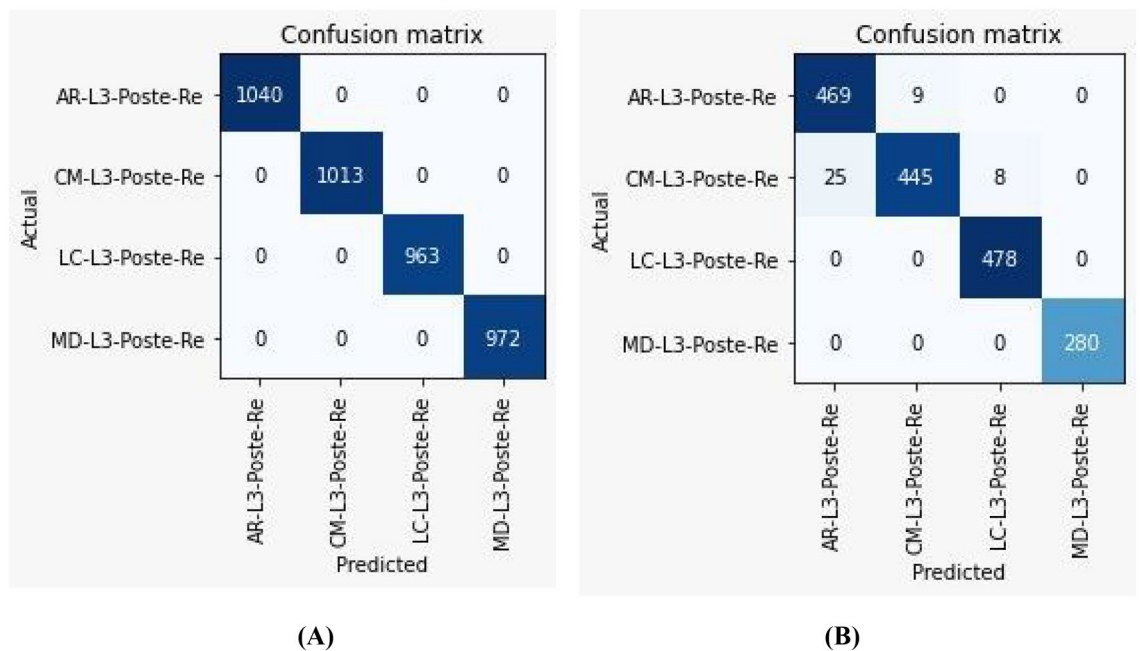 Confusion matrix
AR-L3-Poste-Re 1040 0 0 0
CM-L3-Poste-Re 0 1013 0 0
LC-L3-Poste-Re 0 0 963 0
MD-L3-Poste-Re 0 0 0 972
Actual
AR-L3-Poste-Re
CM-L3-Poste-Re
LC-L3-Poste-Re
MD-L3-Poste-Re
Predicted
(A)
Confusion matrix
AR-L3-Poste-Re 469 9 0 0
CM-L3-Poste-Re 25 445 8 0
LC-L3-Poste-Re 0 0 478 0
MD-L3-Poste-Re 0 0 0 280
Actual
AR-L3-Poste-Re
CM-L3-Poste-Re
LC-L3-Poste-Re
MD-L3-Poste-Re
Predicted
(B)